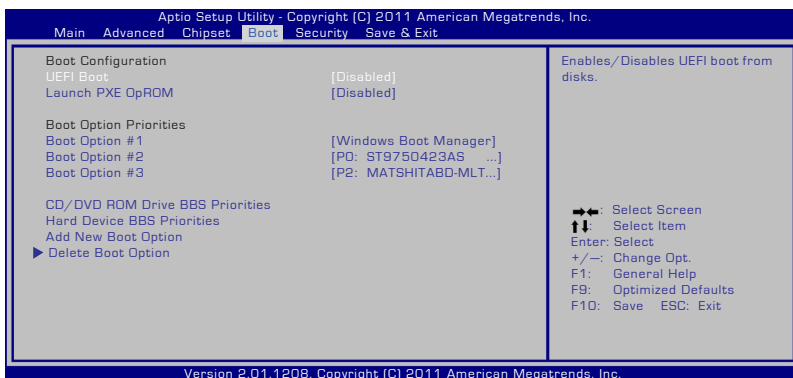 Aptio Setup Utility - Copyright (C) 2011 American Megatrends, Inc.
Main Advanced Chipset Boot Security Save & Exit
Boot Configuration
UEFI Boot [Disabled]
Launch PXE OpROM [Disabled]
Boot Option Priorities
Boot Option #1 [Windows Boot Manager]
Boot Option #2 [P0: ST9750423AS ...]
Boot Option #3 [P2: MATSHITABD-MLT...]
CD/DVD ROM Drive BBS Priorities
Hard Device BBS Priorities
Add New Boot Option
Delete Boot Option
Enables/Disables UEFI boot from
disks.
: Select Screen
: Select Item
Enter: Select
+/—: Change Opt.
F1: General Help
F9: Optimized Defaults
F10: Save ESC: Exit
Version 2.01.1208. Copyright (C) 2011 American Megatrends, Inc.